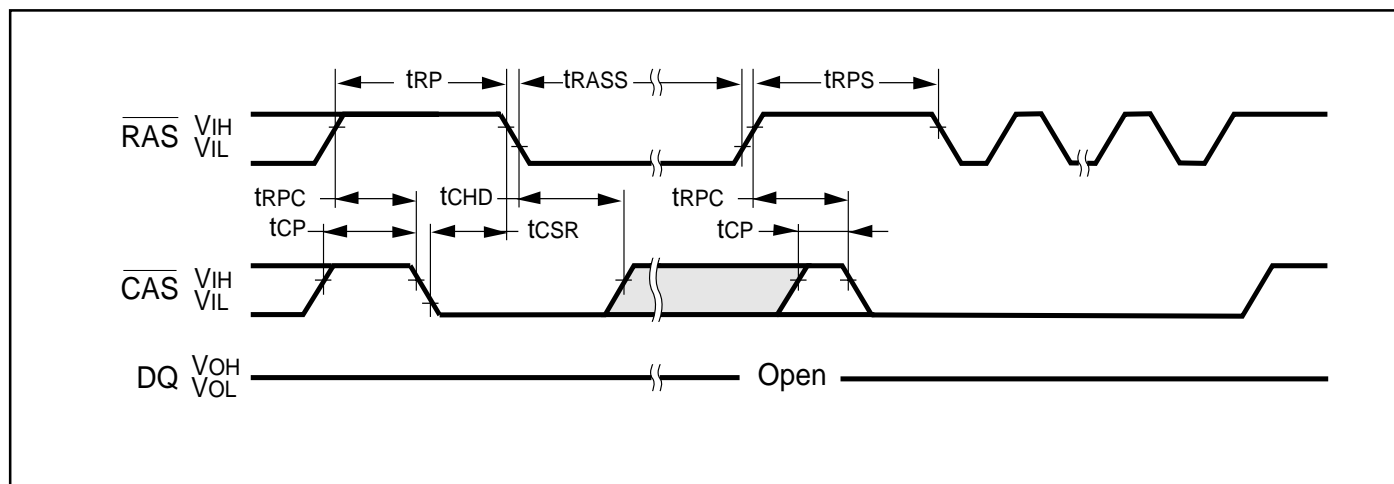 tRP tRASS tRPS
RAS VIH
VIL
tRPC tCHD tRPC
tCP tCSR tCP
CAS VIH
VIL
DQ VOH
VOL
Open